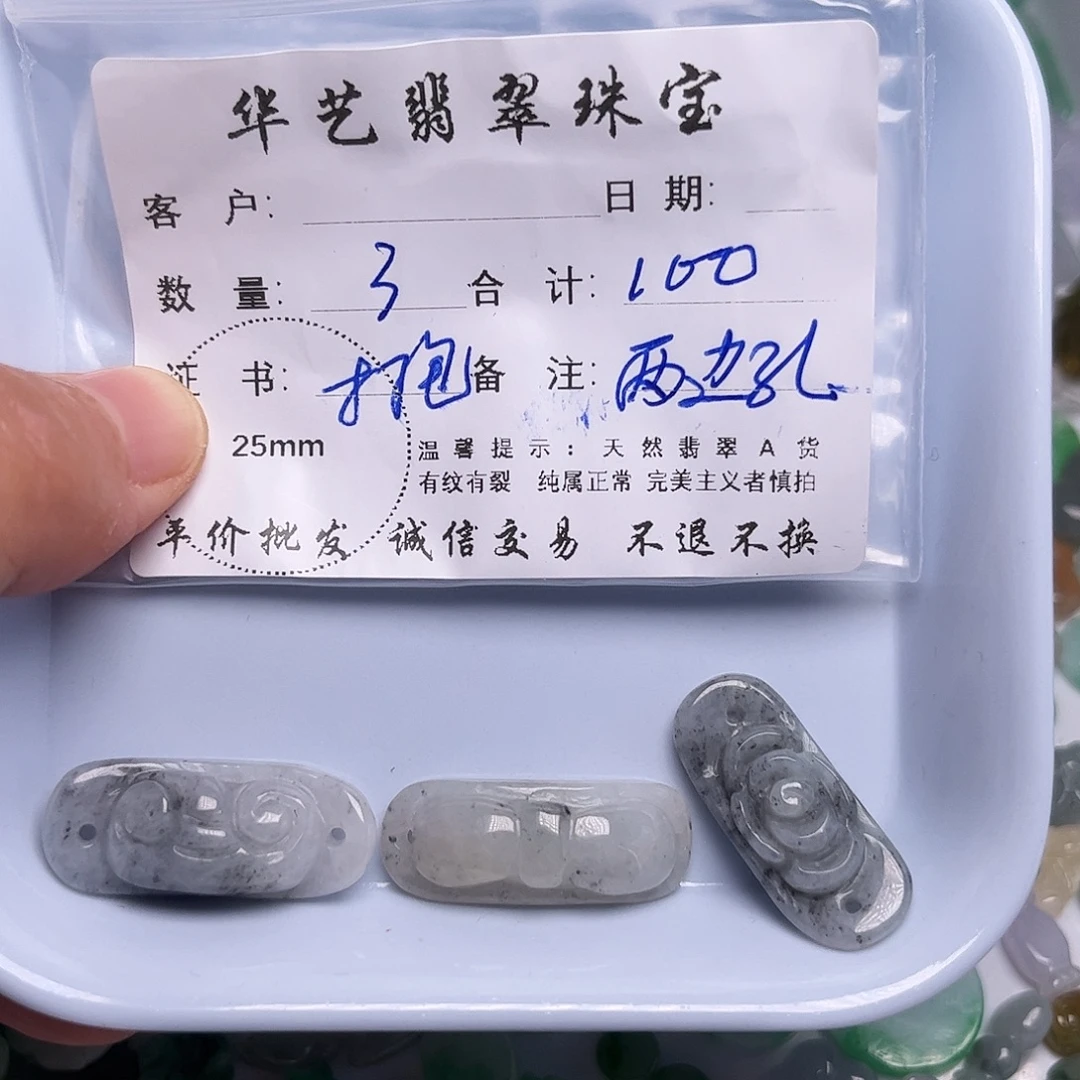 华艺翡翠珠宝
客 户: 日 期:
数 量: 3 合 计: 100
证 书: 打包 备 注: 两边孔
25mm
温馨提示:天然翡翠A货
有纹有裂 纯属正常 完美主义者慎拍
平价批发 诚信交易 不退不换